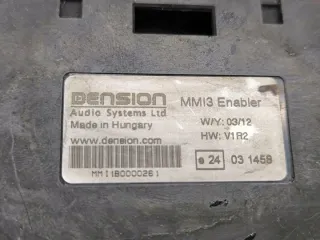 DENSION
Audio Systems Ltd
Made in Hungary
www.dension.com
MMI1B0000261
MMI3 Enabler
W/Y: 03/12
HW: V1R2
e 24 03 1458